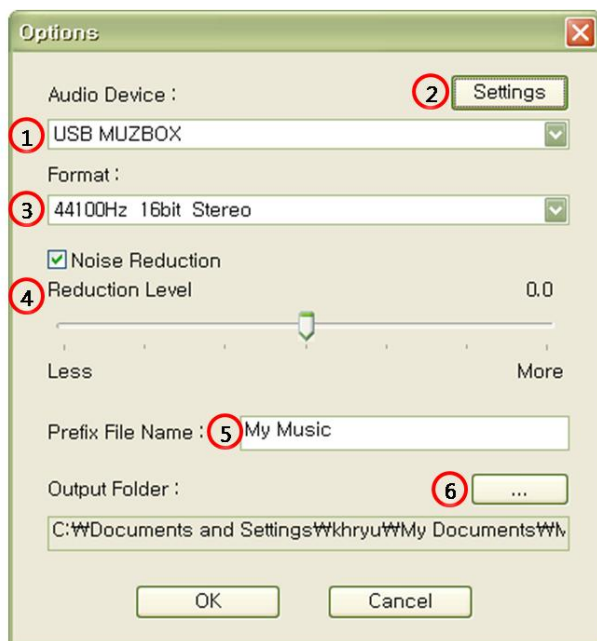 Options
Audio Device :
2
Settings
1
USB MUZBOX
Format :
3
44100Hz 16bit Stereo
Noise Reduction
4
Reduction Level
0.0
Less
More
Prefix File Name :
5
My Music
Output Folder :
6
...
C:₩Documents and Settings₩khryu₩My Documents₩M
OK
Cancel